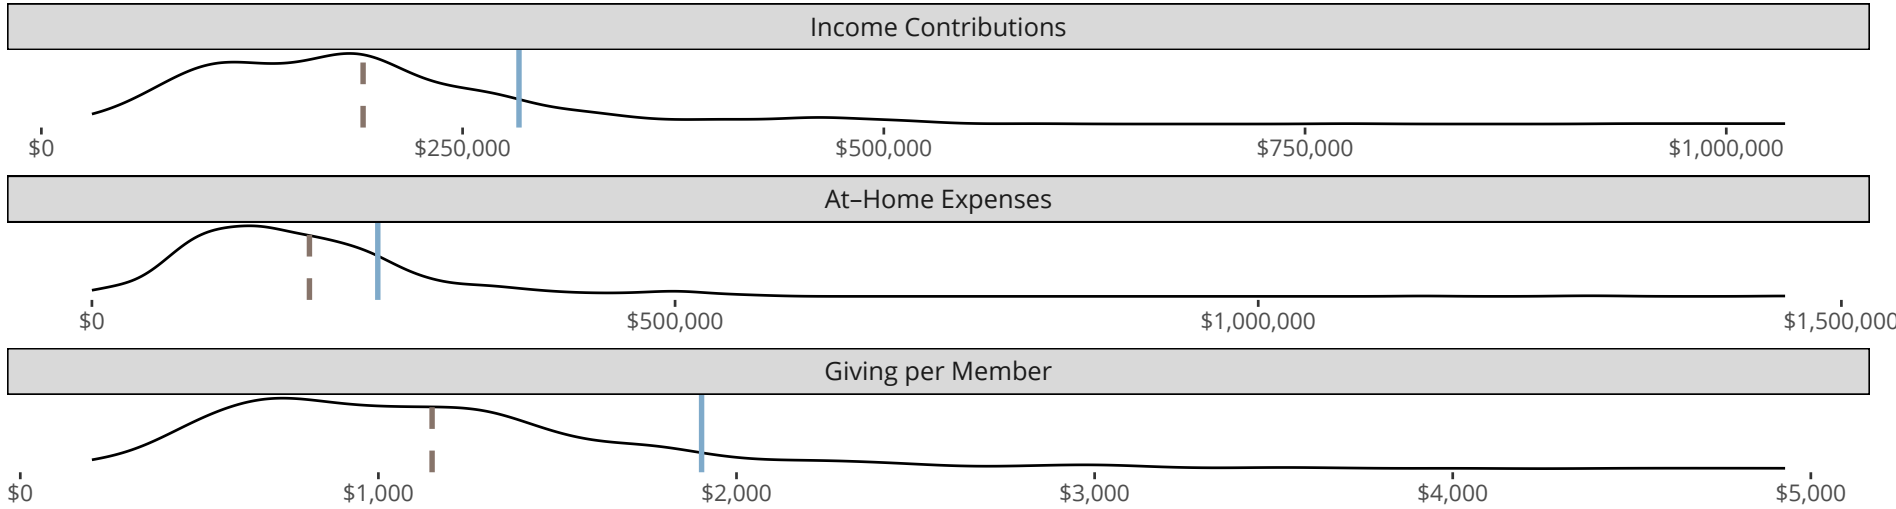 Income Contributions
$0 $250,000 $500,000 $750,000 $1,000,000
At–Home Expenses
$0 $500,000 $1,000,000 $1,500,000
Giving per Member
$0 $1,000 $2,000 $3,000 $4,000 $5,000